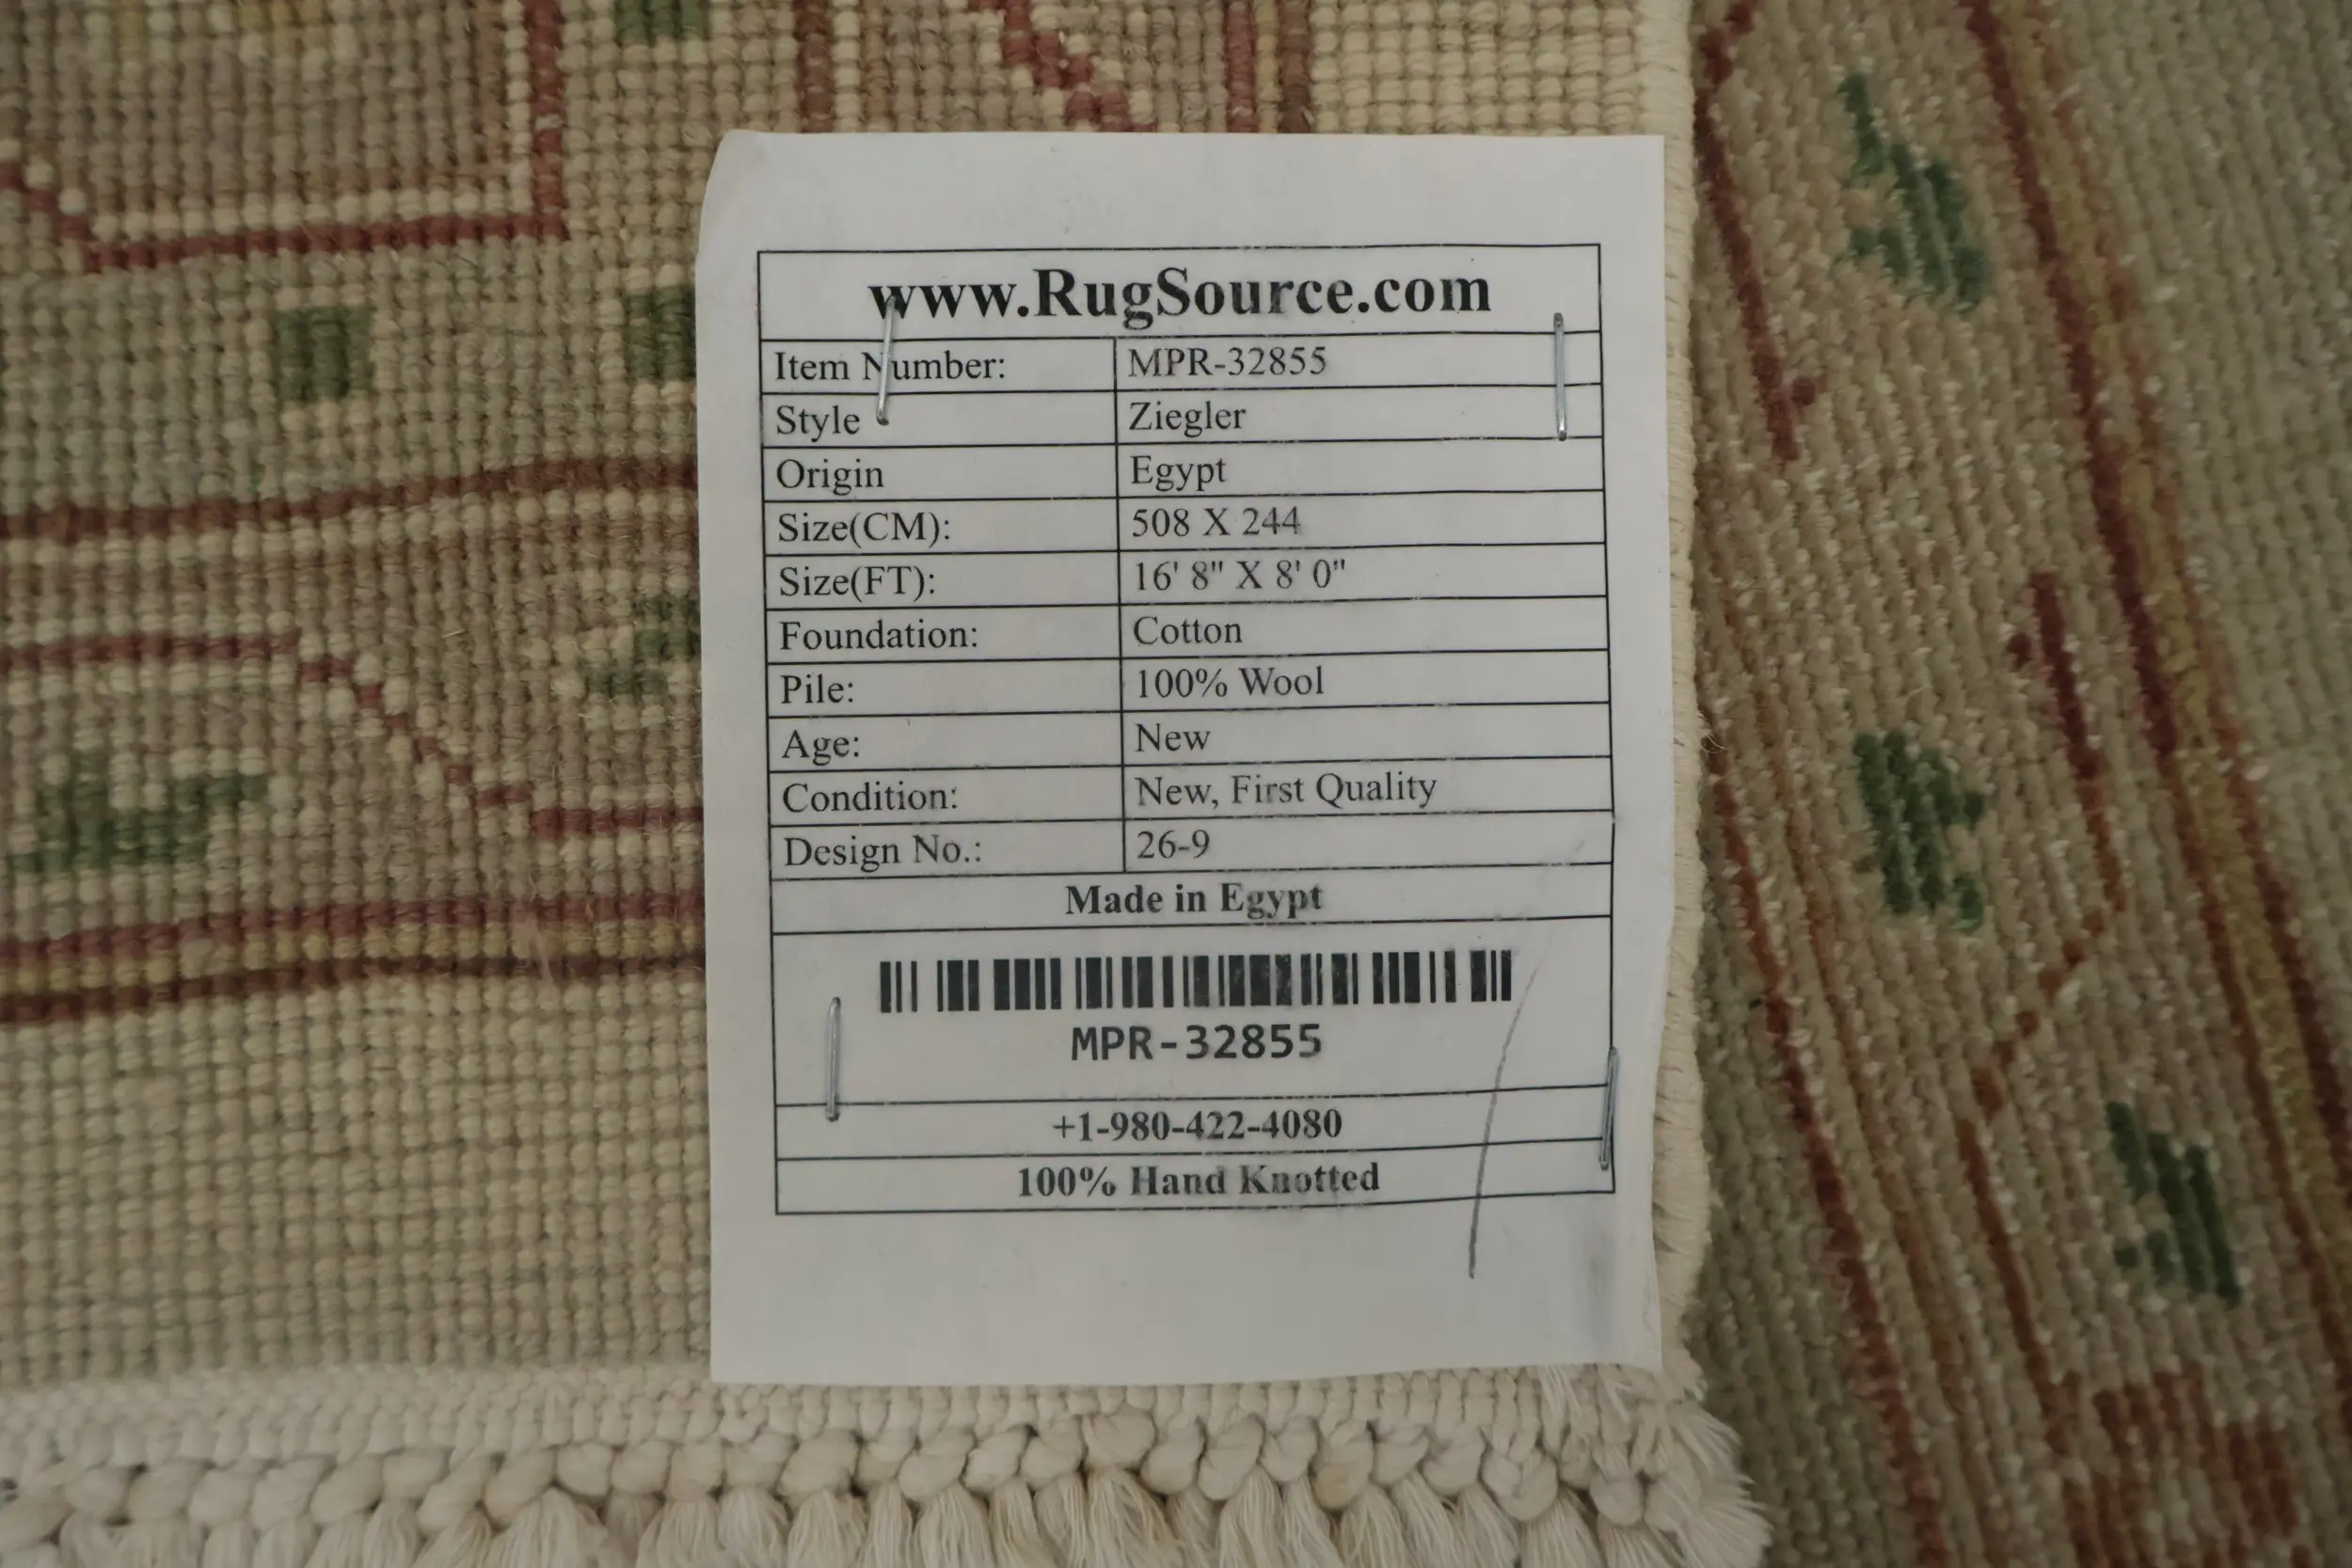 www.RugSource.com
Item Number: MPR-32855
Style Ziegler
Origin Egypt
Size(CM): 508 X 244
Size(FT): 16' 8" X 8' 0"
Foundation: Cotton
Pile: 100% Wool
Age: New
Condition: New, First Quality
Design No.: 26-9
Made in Egypt
MPR-32855
+1-980-422-4080
100% Hand Knotted